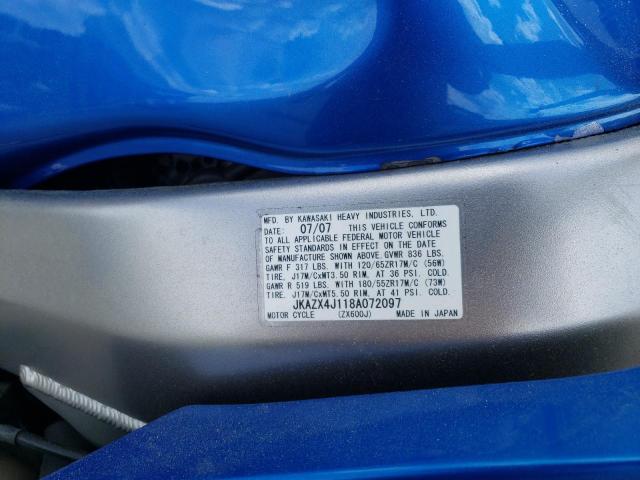 MFD. BY KAWASAKI HEAVY INDUSTRIES, LTD.
DATE: 07/07 THIS VEHICLE CONFORMS
TO ALL APPLICABLE FEDERAL MOTOR VEHICLE
SAFETY STANDARDS IN EFFECT ON THE DATE
OF MANUFACTURE SHOWN ABOVE. GVWR 836 LBS.
GAWR F 317 LBS. WITH 120/65ZR17M/C (56W)
TIRE, J17M/CxMT3.50 RIM AT 36 PSI. COLD.
GAWR R 519 LBS. WITH 180/55ZR17M/C (73W)
TIRE, J17M/CxMT5.50 RIM, AT 41 PSI. COLD.
JKAZX4J118A072097
MOTOR CYCLE (ZX600J) MADE IN JAPAN